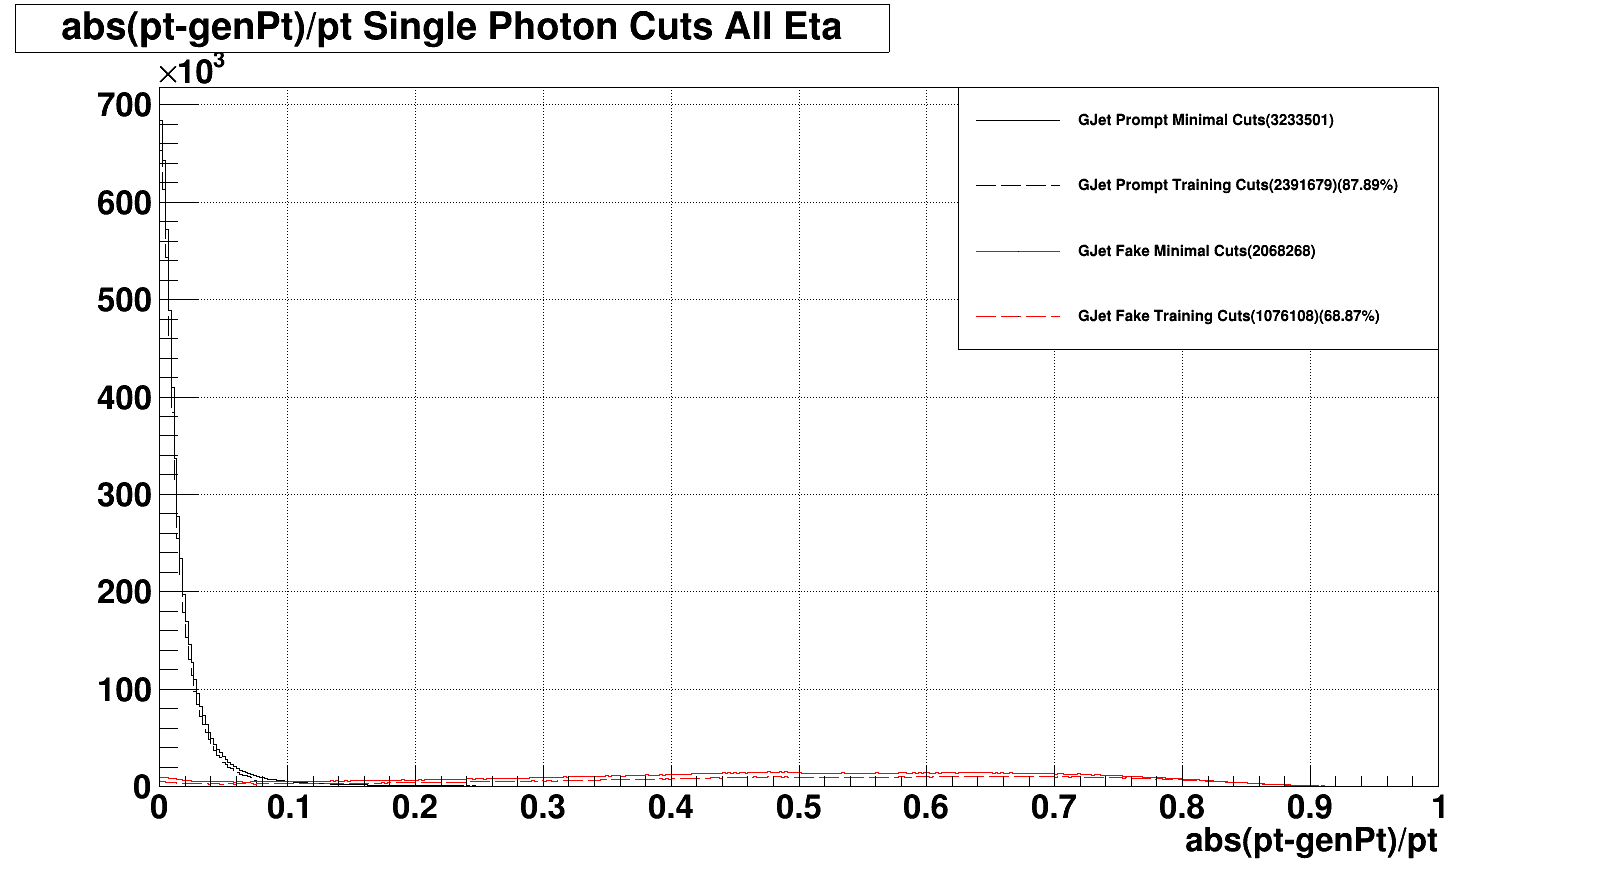 abs(pt-genPt)/pt Single Photon Cuts All Eta
×10³
700
600
500
400
300
200
100
0
0 0.1 0.2 0.3 0.4 0.5 0.6 0.7 0.8 0.9 1
abs(pt-genPt)/pt
GJet Prompt Minimal Cuts(3233501)
GJet Prompt Training Cuts(2391679)(87.89%)
GJet Fake Minimal Cuts(2068268)
GJet Fake Training Cuts(1076108)(68.87%)